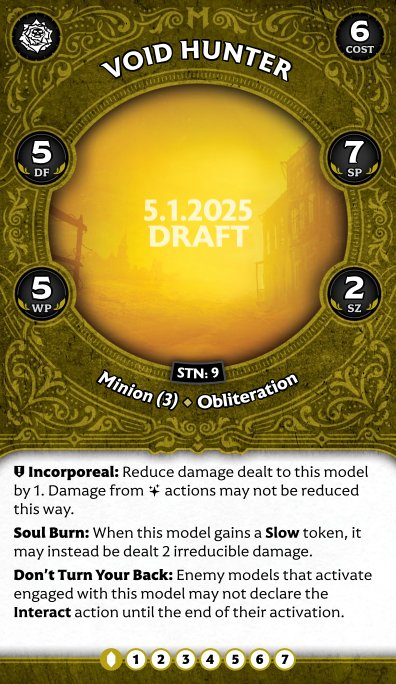 6
COST
VOID HUNTER
5
DF
7
SP
5.1.2025
DRAFT
5
WP
2
SZ
STN: 9
Minion (3) ⬥ Obliteration
Incorporeal: Reduce damage dealt to this model
by 1. Damage from actions may not be reduced
this way.
Soul Burn: When this model gains a Slow token, it
may instead be dealt 2 irreducible damage.
Don't Turn Your Back: Enemy models that activate
engaged with this model may not declare the
Interact action until the end of their activation.
1 2 3 4 5 6 7